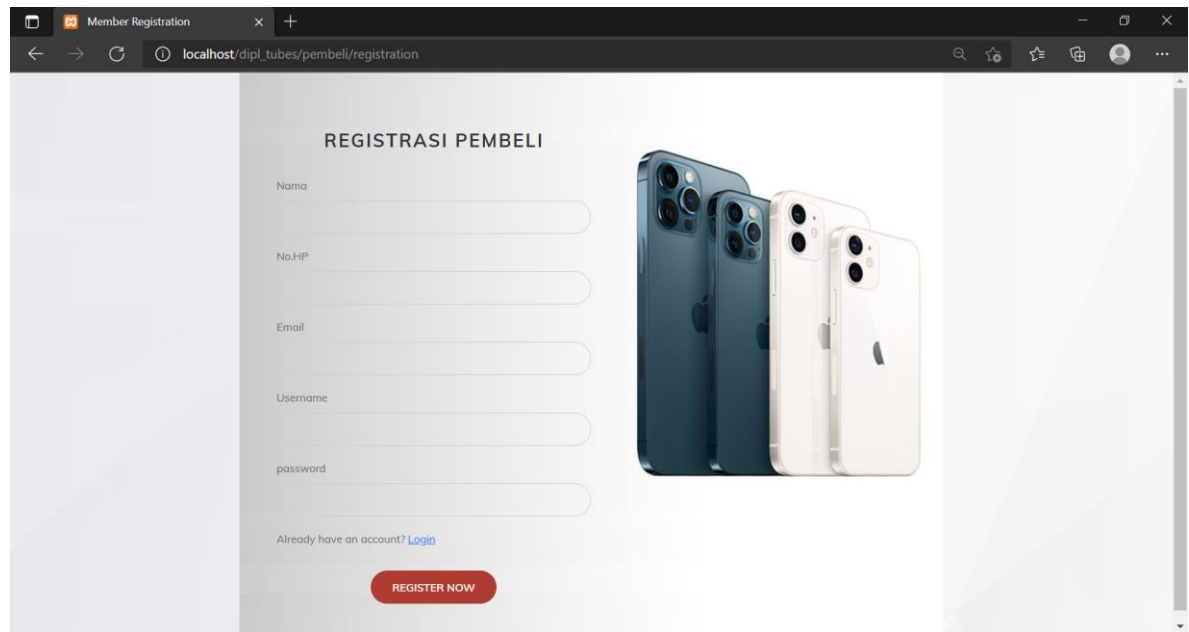 Member Registration
localhost/dipl_tubes/pembeli/registration
REGISTRASI PEMBELI
Nama
No.HP
Email
Username
password
Already have an account? Login
REGISTER NOW